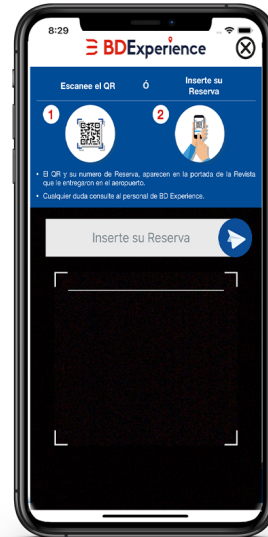 8:29
BDExperience
Escanee el QR Ó Inserte su Reserva
1 2
• El QR y su numero de Reserva, aparecen en la portada de la Revista
que le entregaron en el aeropuerto.
• Cualquier duda consulte al personal de BD Experience.
Inserte su Reserva